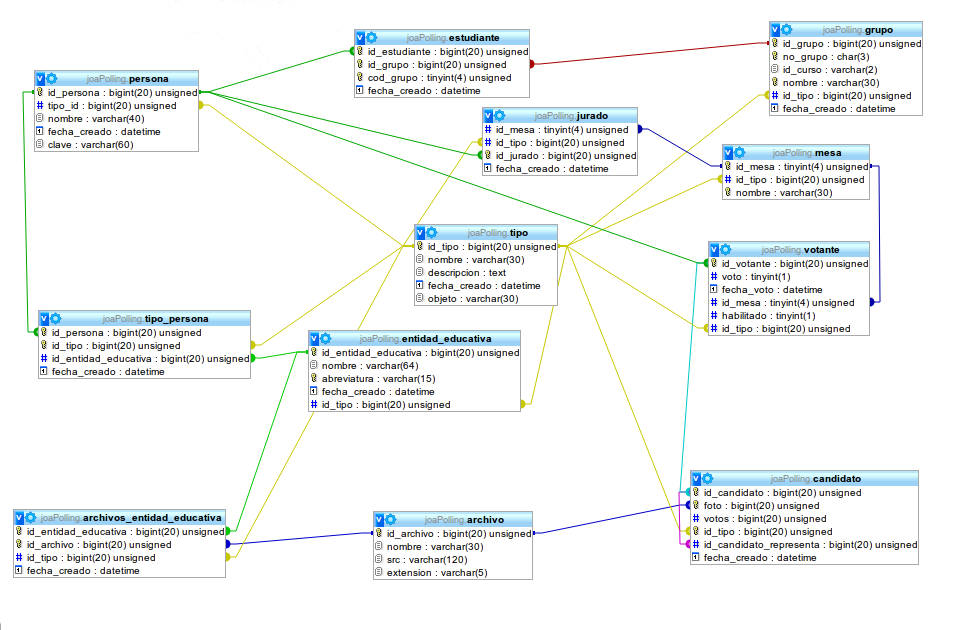 joaPolling.estudiante
id_estudiante : bigint(20) unsigned
id_grupo : bigint(20) unsigned
cod_grupo : tinyint(4) unsigned
fecha_creado : datetime
joaPolling.grupo
id_grupo : bigint(20) unsigned
no_grupo : char(3)
id_curso : varchar(2)
nombre : varchar(30)
id_tipo : bigint(20) unsigned
fecha_creado : datetime
joaPolling.persona
id_persona : bigint(20) unsigned
tipo_id : bigint(20) unsigned
nombre : varchar(40)
fecha_creado : datetime
clave : varchar(60)
joaPolling.jurado
id_mesa : tinyint(4) unsigned
id_tipo : bigint(20) unsigned
id_jurado : bigint(20) unsigned
fecha_creado : datetime
joaPolling.mesa
id_mesa : tinyint(4) unsigned
id_tipo : bigint(20) unsigned
nombre : varchar(30)
joaPolling.tipo
id_tipo : bigint(20) unsigned
nombre : varchar(30)
descripcion : text
fecha_creado : datetime
objeto : varchar(30)
joaPolling.votante
id_votante : bigint(20) unsigned
voto : tinyint(1)
fecha_voto : datetime
id_mesa : tinyint(4) unsigned
habilitado : tinyint(1)
id_tipo : bigint(20) unsigned
joaPolling.tipo_persona
id_persona : bigint(20) unsigned
id_tipo : bigint(20) unsigned
id_entidad_educativa : bigint(20) unsigned
fecha_creado : datetime
joaPolling.entidad_educativa
id_entidad_educativa : bigint(20) unsigned
nombre : varchar(64)
abreviatura : varchar(15)
fecha_creado : datetime
id_tipo : bigint(20) unsigned
joaPolling.candidato
id_candidato : bigint(20) unsigned
foto : bigint(20) unsigned
votos : bigint(20) unsigned
id_tipo : bigint(20) unsigned
id_candidato_representa : bigint(20) unsigned
fecha_creado : datetime
joaPolling.archivos_entidad_educativa
id_entidad_educativa : bigint(20) unsigned
id_archivo : bigint(20) unsigned
id_tipo : bigint(20) unsigned
fecha_creado : datetime
joaPolling.archivo
id_archivo : bigint(20) unsigned
nombre : varchar(30)
src : varchar(120)
extension : varchar(5)